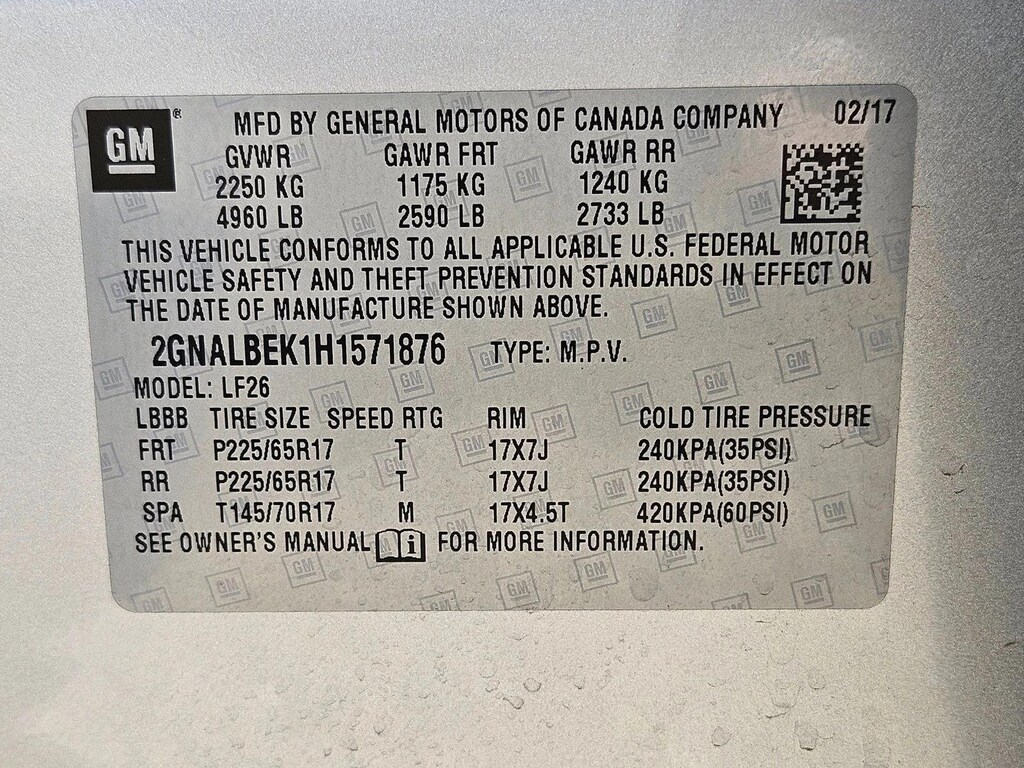 GM ® MFD BY GENERAL MOTORS OF CANADA COMPANY 02/17
GVWR GAWR FRT GAWR RR
2250 KG 1175 KG 1240 KG
4960 LB 2590 LB 2733 LB
THIS VEHICLE CONFORMS TO ALL APPLICABLE U.S. FEDERAL MOTOR
VEHICLE SAFETY AND THEFT PREVENTION STANDARDS IN EFFECT ON
THE DATE OF MANUFACTURE SHOWN ABOVE.
2GNALBEK1H1571876 TYPE: M.P.V.
MODEL: LF26
LBBB TIRE SIZE SPEED RTG RIM COLD TIRE PRESSURE
FRT P225/65R17 T 17X7J 240KPA(35PSI)
RR P225/65R17 T 17X7J 240KPA(35PSI)
SPA T145/70R17 M 17X4.5T 420KPA(60PSI)
SEE OWNER'S MANUAL i FOR MORE INFORMATION.